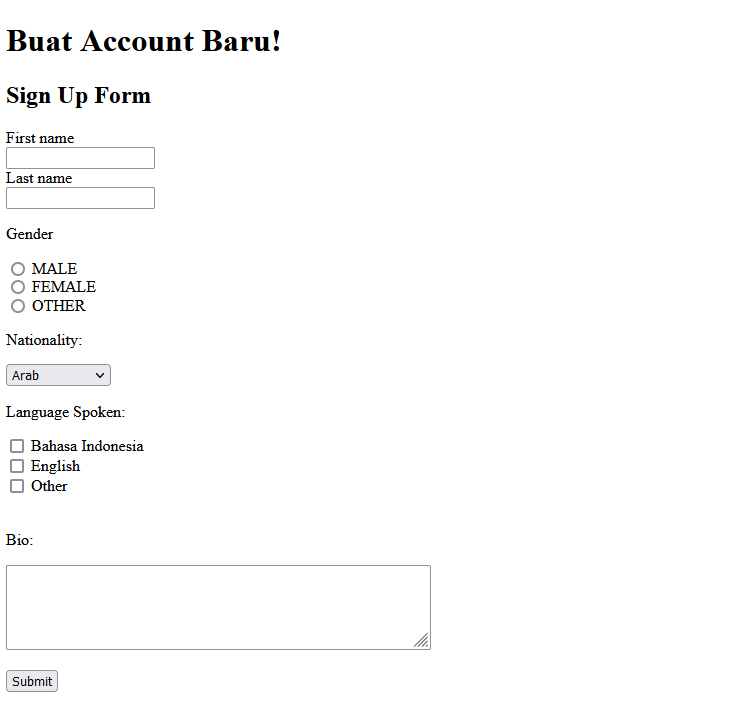 Buat Account Baru!
Sign Up Form
First name
Last name
Gender
MALE
FEMALE
OTHER
Nationality:
Arab
Language Spoken:
Bahasa Indonesia
English
Other
Bio:
Submit